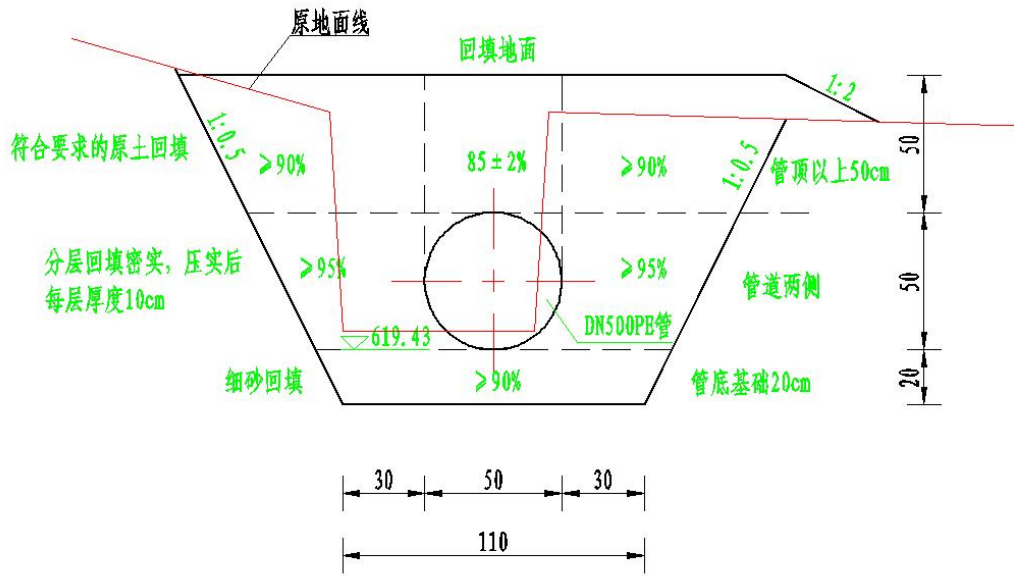 原地面线
回填地面
1:2
1:0.5
符合要求的原土回填
≥90%
85±2%
≥90%
1:0.5
管顶以上50cm
50
分层回填密实，压实后
每层厚度10cm
≥95%
≥95%
管道两侧
50
619.43
DN500PE管
细砂回填
≥90%
管底基础20cm
20
30
50
30
110